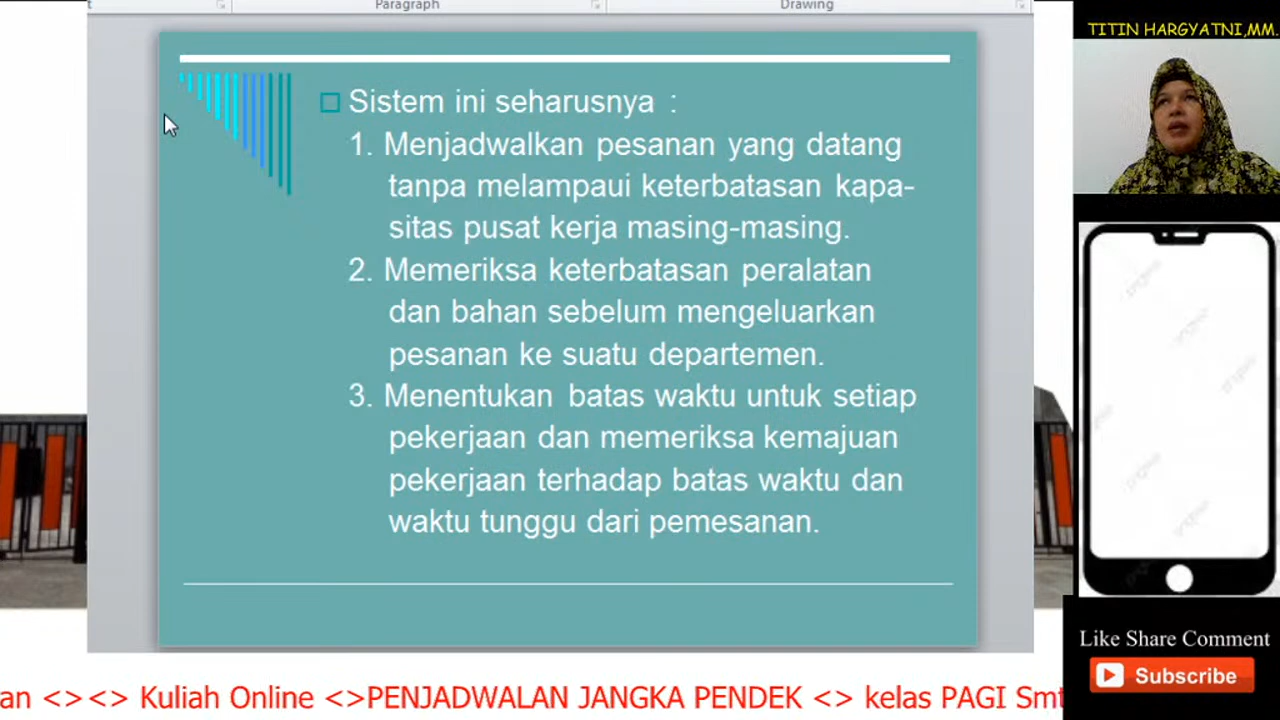 Paragraph
Drawing
TITIN HARGYATNI,MM.
Sistem ini seharusnya :
1. Menjadwalkan pesanan yang datang
tanpa melampaui keterbatasan kapa-
sitas pusat kerja masing-masing.
2. Memeriksa keterbatasan peralatan
dan bahan sebelum mengeluarkan
pesanan ke suatu departemen.
3. Menentukan batas waktu untuk setiap
pekerjaan dan memeriksa kemajuan
pekerjaan terhadap batas waktu dan
waktu tunggu dari pemesanan.
Like Share Comment
Subscribe
an <><> Kuliah Online <>PENJADWALAN JANGKA PENDEK <> kelas PAGI Smt